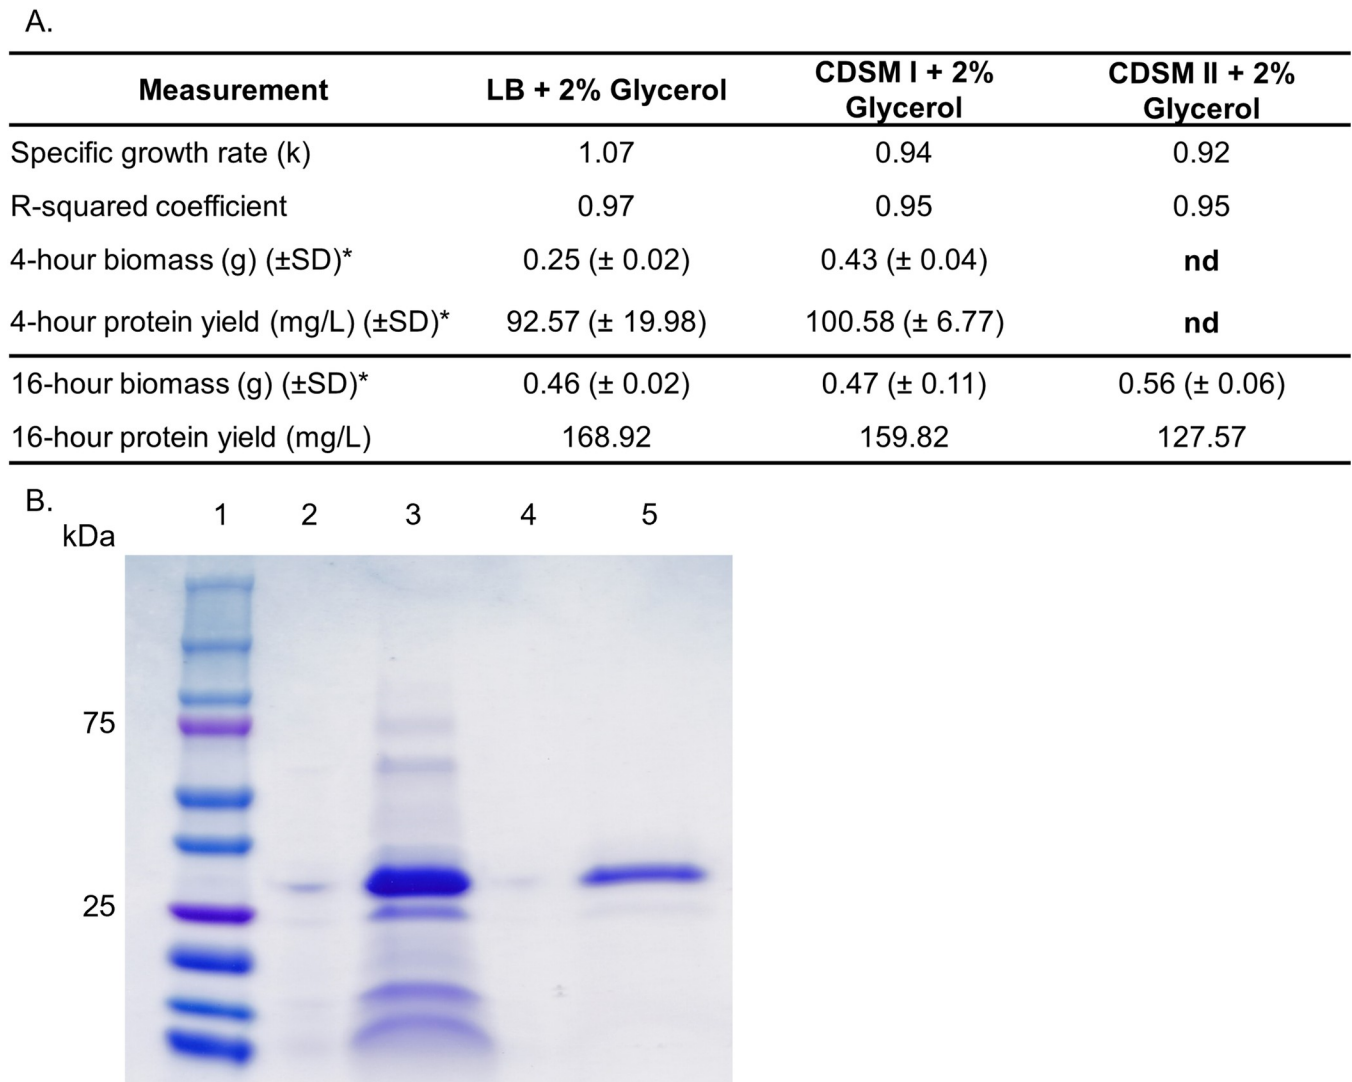 A.
Measurement LB + 2% Glycerol CDSM I + 2% Glycerol CDSM II + 2% Glycerol
Specific growth rate (k) 1.07 0.94 0.92
R-squared coefficient 0.97 0.95 0.95
4-hour biomass (g) (±SD)* 0.25 (± 0.02) 0.43 (± 0.04) nd
4-hour protein yield (mg/L) (±SD)* 92.57 (± 19.98) 100.58 (± 6.77) nd
16-hour biomass (g) (±SD)* 0.46 (± 0.02) 0.47 (± 0.11) 0.56 (± 0.06)
16-hour protein yield (mg/L) 168.92 159.82 127.57
B.
1 2 3 4 5
kDa
75
25